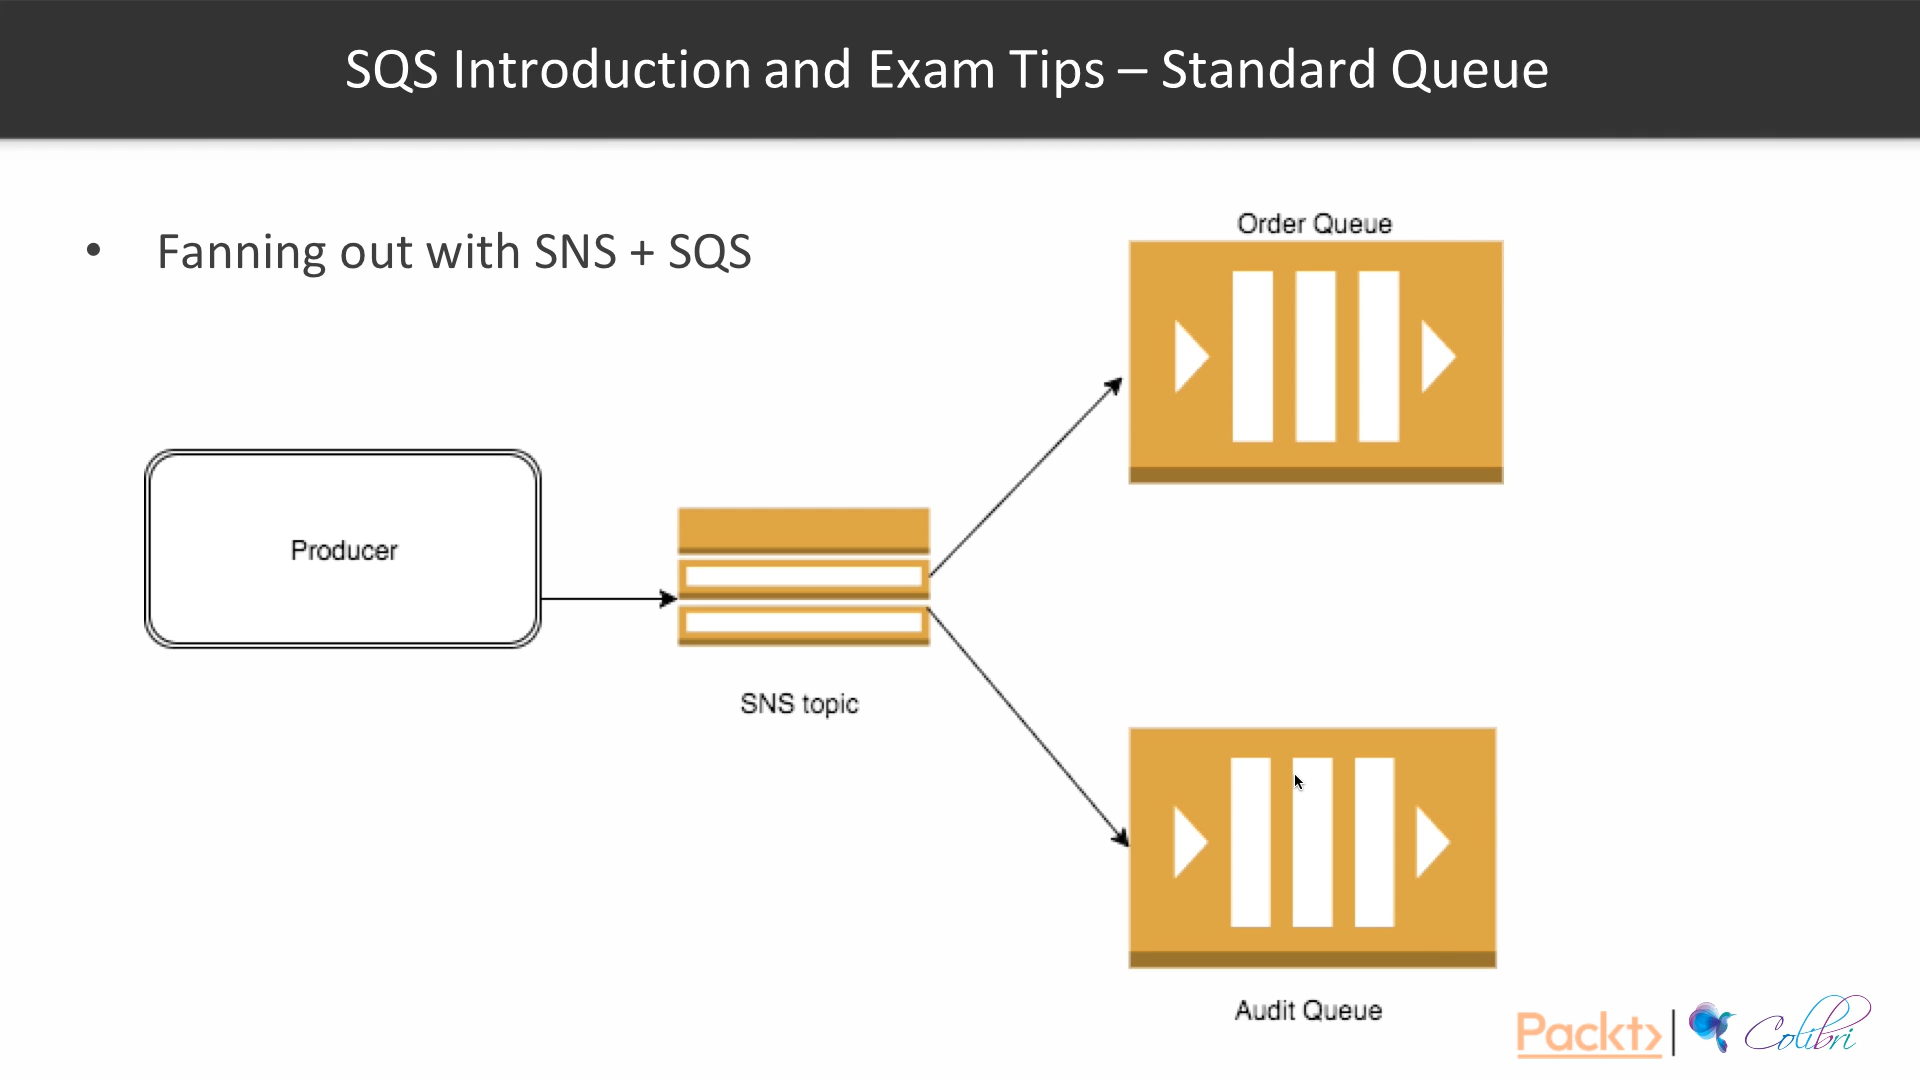 SQS Introduction and Exam Tips – Standard Queue
• Fanning out with SNS + SQS
Order Queue
Producer
SNS topic
Audit Queue
Packt>
Colibri